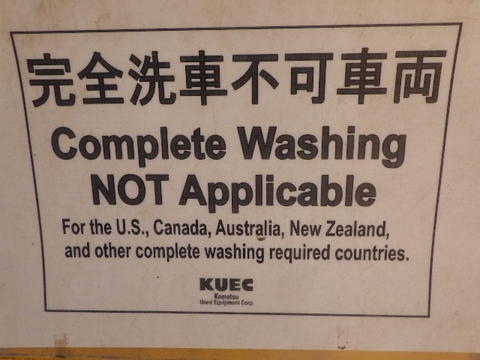 完全洗車不可車両
Complete Washing
NOT Applicable
For the U.S., Canada, Australia, New Zealand,
and other complete washing required countries.
KUEC
Komatsu
Used Equipment Corp.